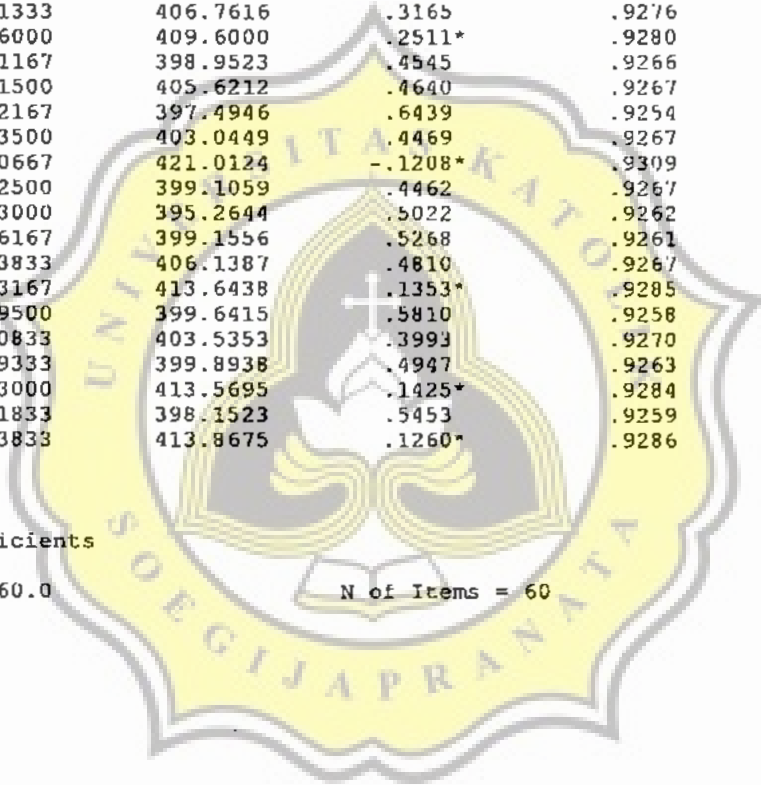 1333 406.7616 .3165 .9276
6000 409.6000 .2511* .9280
1167 398.9523 .4545 .9266
1500 405.6212 .4640 .9267
2167 397.4946 .6439 .9254
3500 403.0449 .4469 .9267
0667 421.0124 -.1208* .9309
2500 399.1059 .4462 .9267
3000 395.2644 .5022 .9262
6167 399.1556 .5268 .9261
3833 406.1387 .4810 .9267
3167 413.6438 .1353* .9285
9500 399.6415 .5810 .9258
0833 403.5353 .3993 .9270
9333 399.8938 .4947 .9263
3000 413.5695 .1425* .9284
1833 398.1523 .5453 .9259
3833 413.8675 .1260* .9286
icients
60.0 N of Items = 60
UNIVERSITAS KATOLIK
SOEGIJAPRANATA